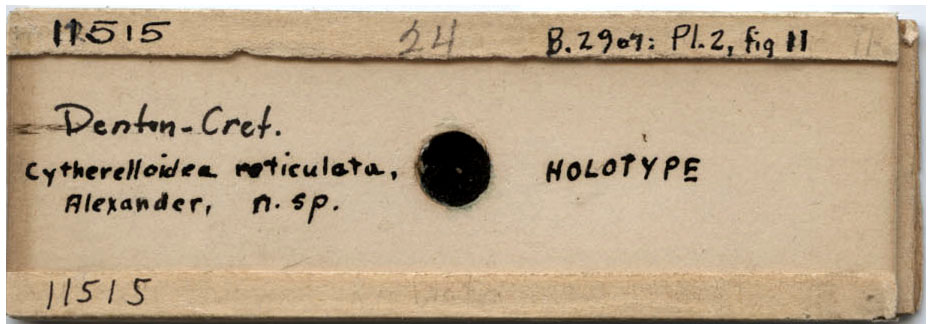 11515 24 B.2907: Pl.2, fig 11
Denton-Cret.
Cytherelloidea reticulata, HOLOTYPE
Alexander, n. sp.
11515